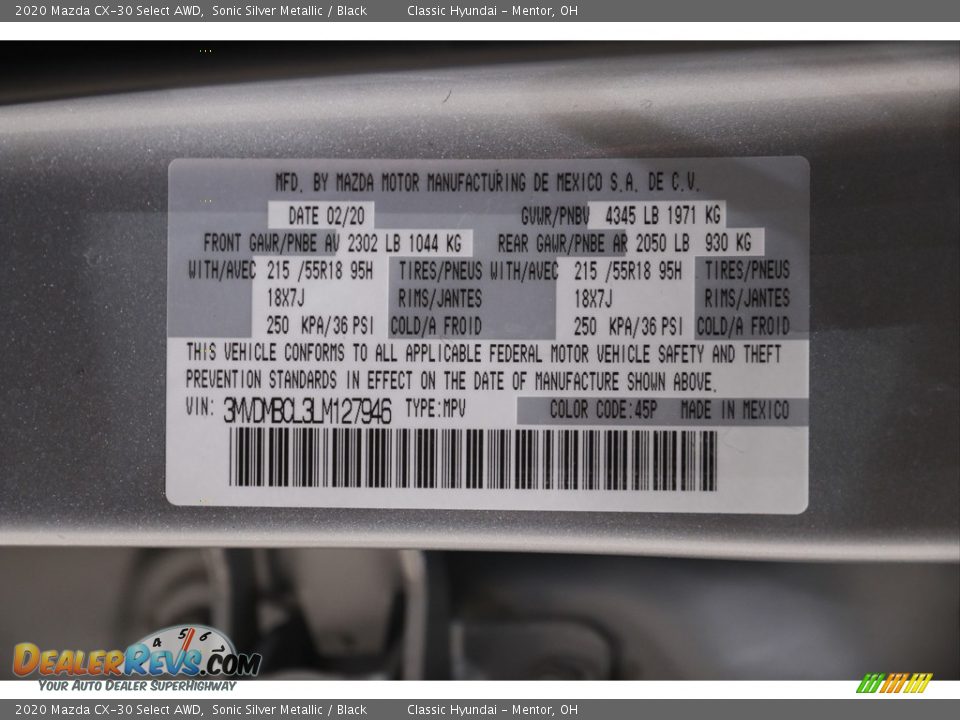 2020 Mazda CX-30 Select AWD, Sonic Silver Metallic / Black Classic Hyundai - Mentor, OH
MFD. BY MAZDA MOTOR MANUFACTURING DE MEXICO S.A. DE C.V.
DATE 02/20 GVWR/PNBV 4345 LB 1971 KG
FRONT GAWR/PNBE AV 2302 LB 1044 KG REAR GAWR/PNBE AR 2050 LB 930 KG
WITH/AVEC 215 /55R18 95H TIRES/PNEUS WITH/AVEC 215 /55R18 95H TIRES/PNEUS
18X7J RIMS/JANTES 18X7J RIMS/JANTES
250 KPA/36 PSI COLD/A FROID 250 KPA/36 PSI COLD/A FROID
THIS VEHICLE CONFORMS TO ALL APPLICABLE FEDERAL MOTOR VEHICLE SAFETY AND THEFT
PREVENTION STANDARDS IN EFFECT ON THE DATE OF MANUFACTURE SHOWN ABOVE.
VIN: 3MVDMBCL3LM127946 TYPE:MPV COLOR CODE:45P MADE IN MEXICO
4 5 6
DealerRevs.com
Your Auto Dealer SuperHighway
2020 Mazda CX-30 Select AWD, Sonic Silver Metallic / Black Classic Hyundai - Mentor, OH